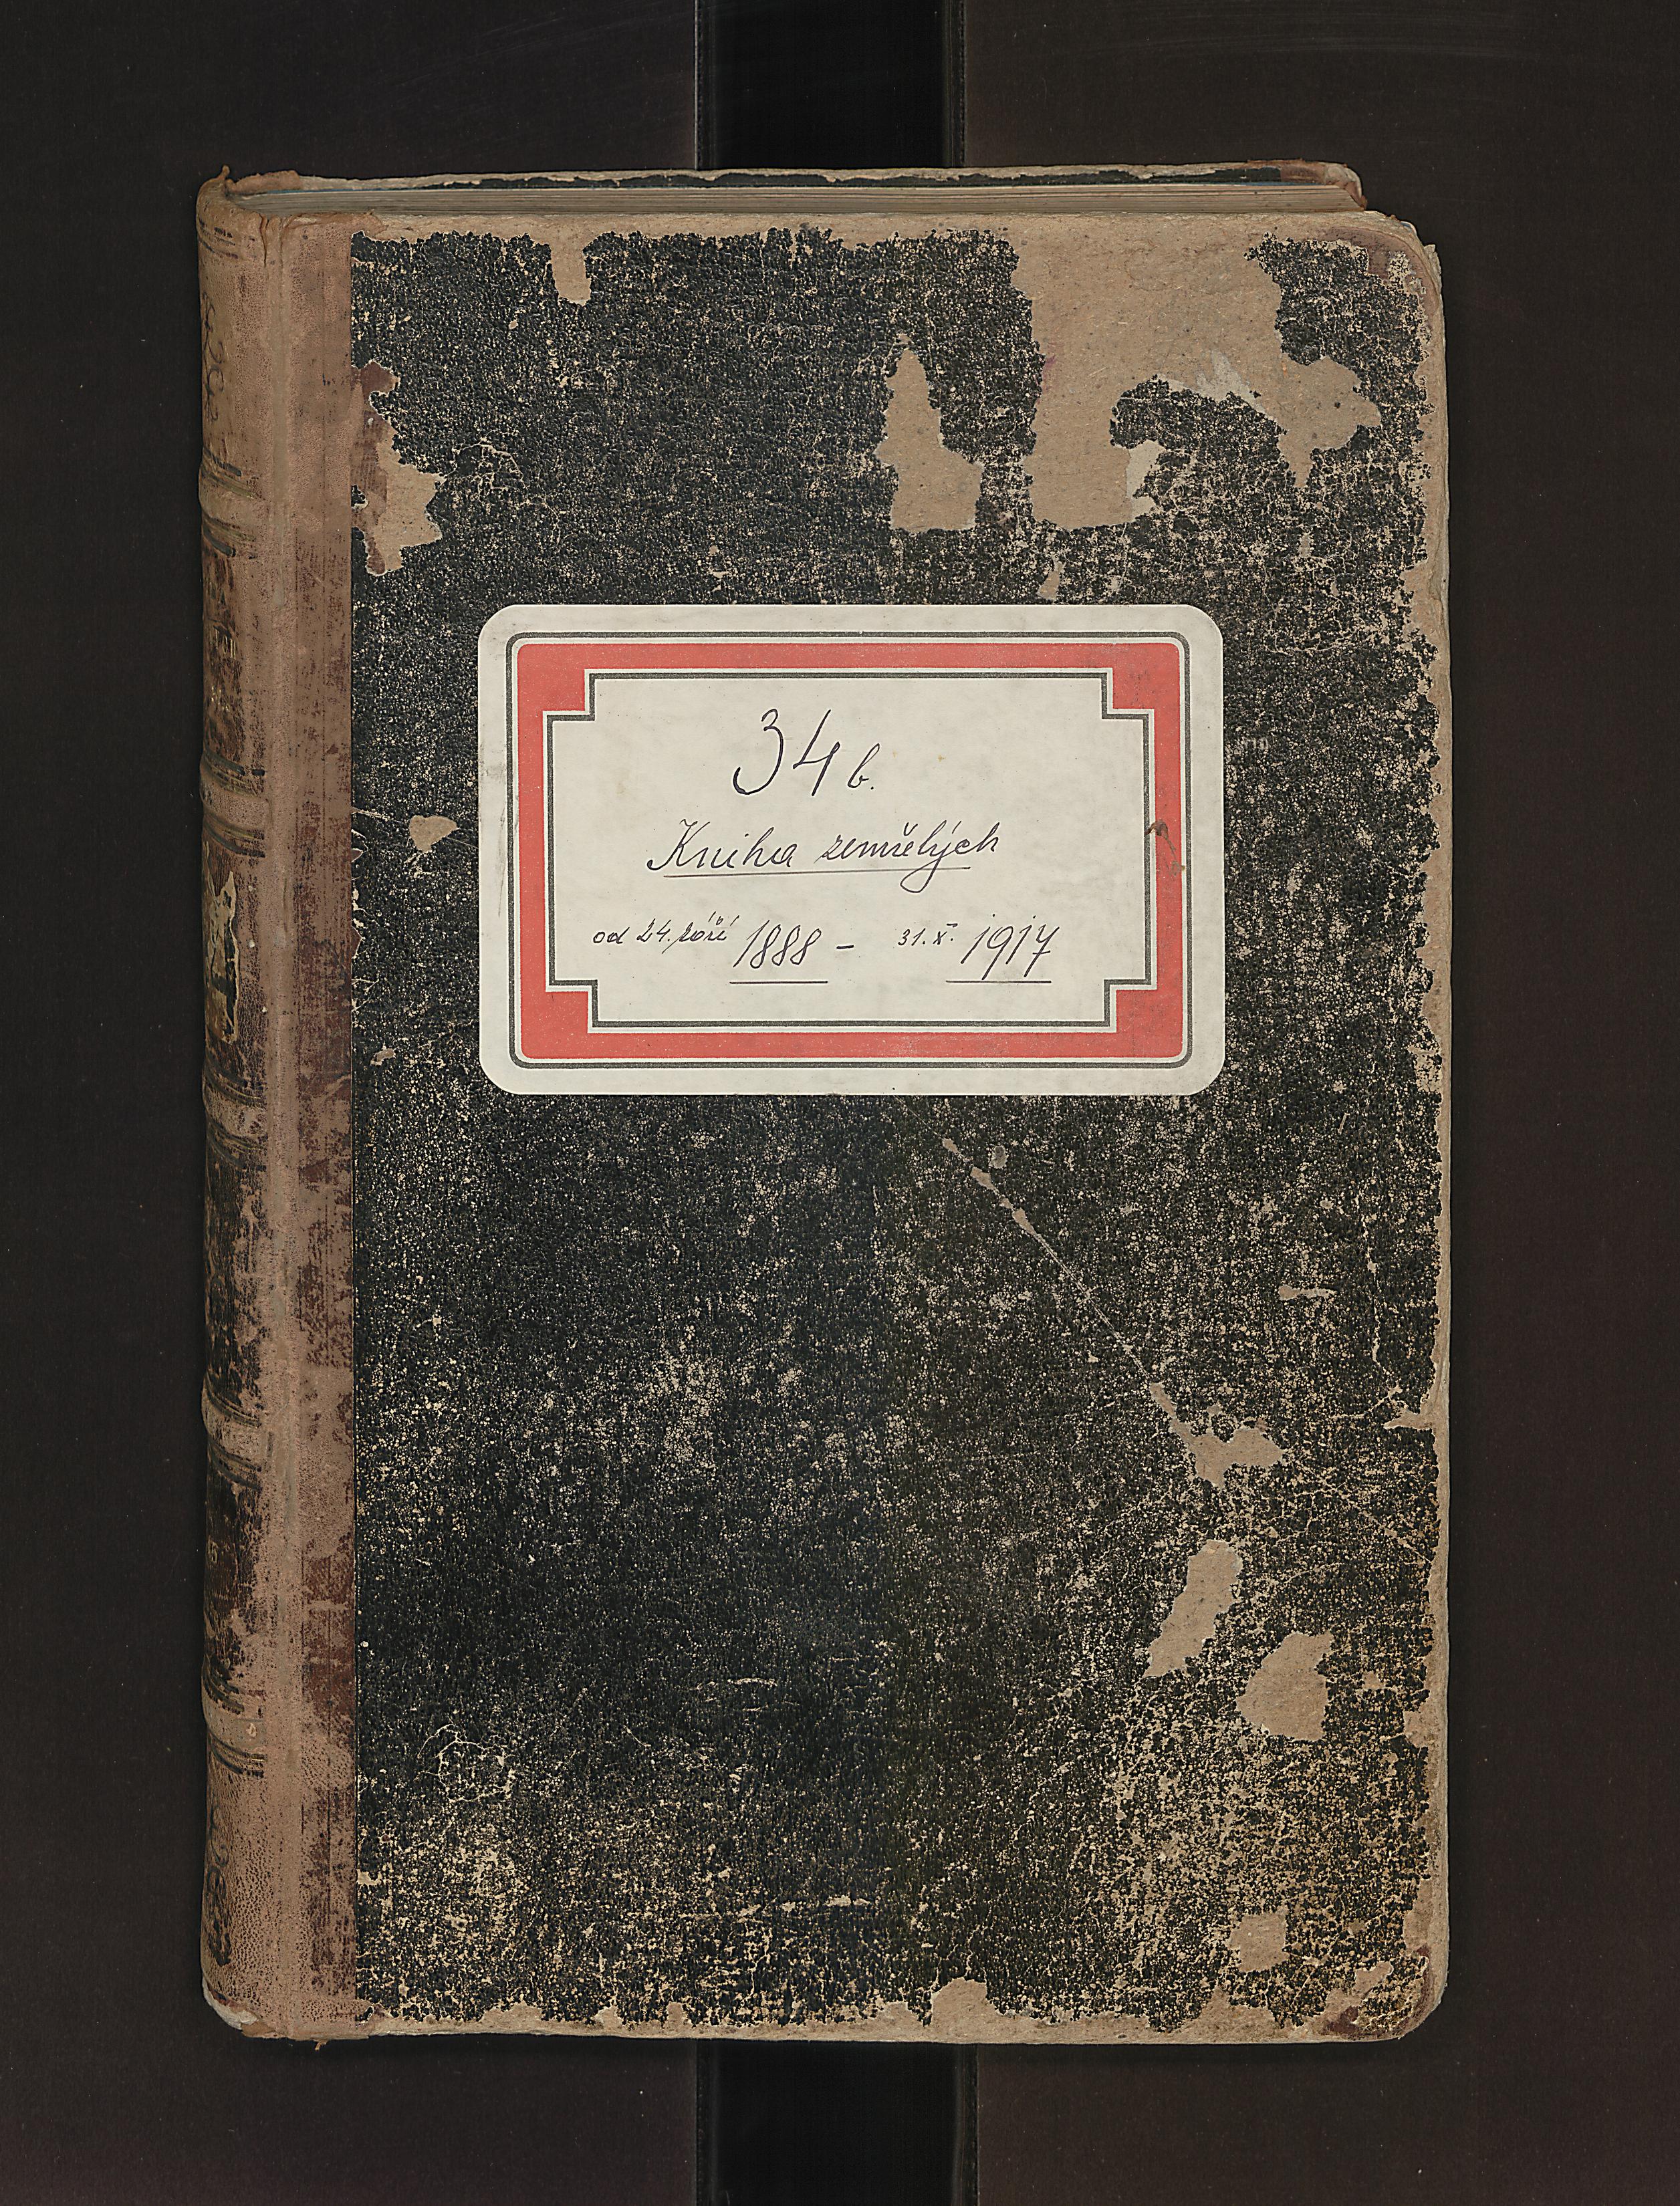 34 b.
Kniha zemřelých
od 24. září 1888 - 31. X. 1917